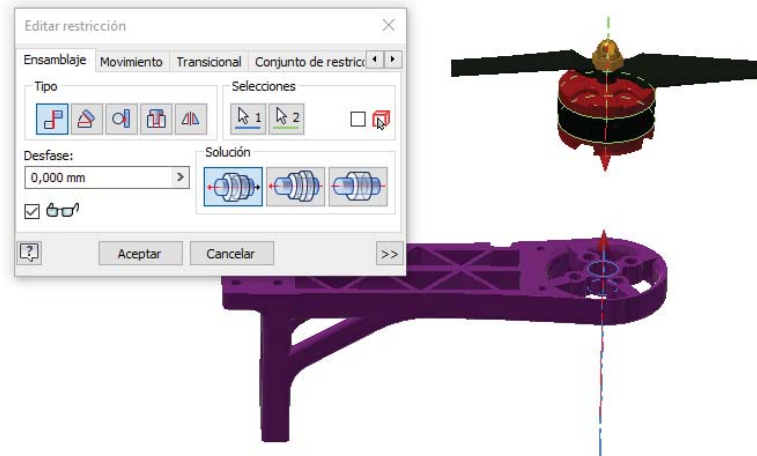 Editar restricción
Ensamblaje Movimiento Transicional Conjunto de restricc
Tipo Selecciones
1 2
Desfase: Solución
0,000 mm >
? Aceptar Cancelar >>